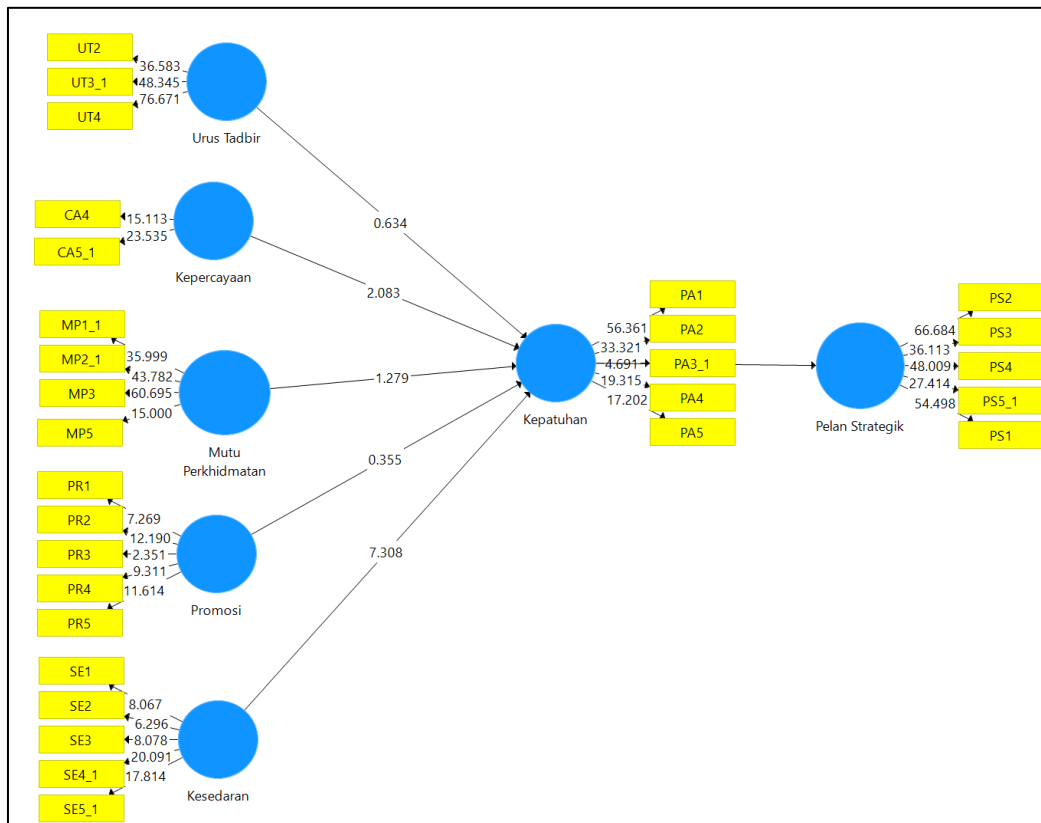 UT2
36.583
UT3_1
48.345
UT4
76.671
Urus Tadbir
0.634
CA4
15.113
CA5_1
23.535
Kepercayaan
2.083
MP1_1
35.999
MP2_1
43.782
MP3
60.695
MP5
15.000
Mutu
Perkhidmatan
1.279
PR1
7.269
PR2
12.190
PR3
2.351
PR4
9.311
PR5
11.614
Promosi
0.355
SE1
8.067
SE2
6.296
SE3
8.078
SE4_1
20.091
SE5_1
17.814
Kesedaran
7.308
Kepatuhan
PA1
56.361
PA2
33.321
PA3_1
4.691
PA4
19.315
PA5
17.202
Pelan Strategik
PS2
66.684
PS3
36.113
PS4
48.009
PS5_1
27.414
PS1
54.498